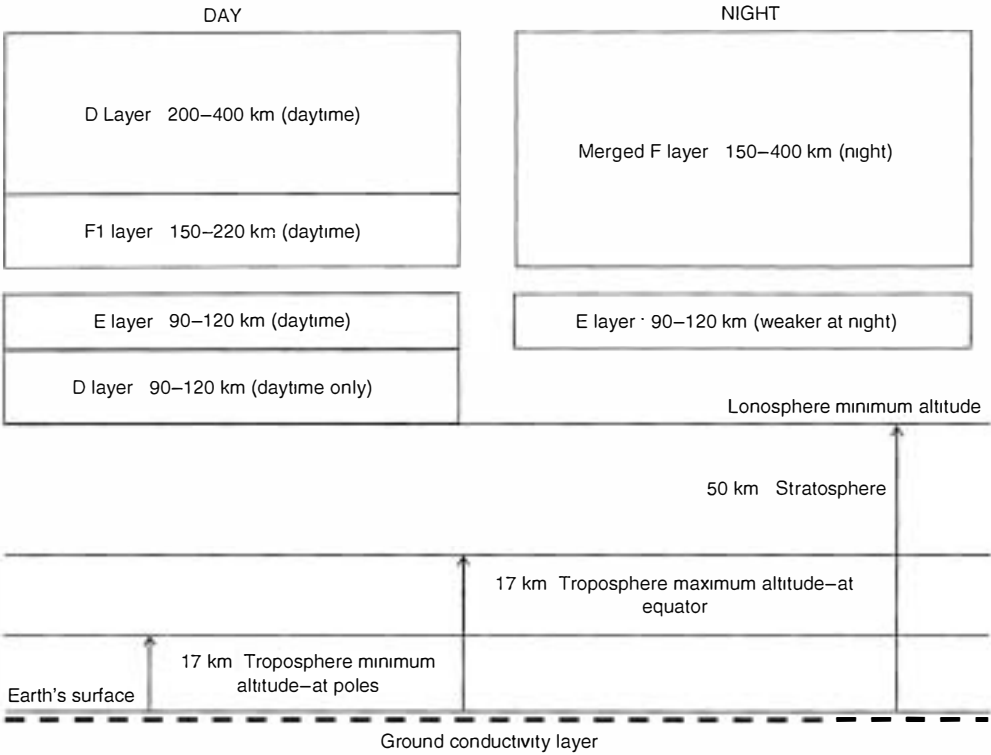 DAY
NIGHT
D Layer 200–400 km (daytime)
Merged F layer 150–400 km (night)
F1 layer 150–220 km (daytime)
E layer 90–120 km (daytime)
E layer · 90–120 km (weaker at night)
D layer 90–120 km (daytime only)
Lonosphere minimum altitude
50 km Stratosphere
17 km Troposphere maximum altitude–at
equator
17 km Troposphere minimum
altitude–at poles
Earth's surface
Ground conductivity layer